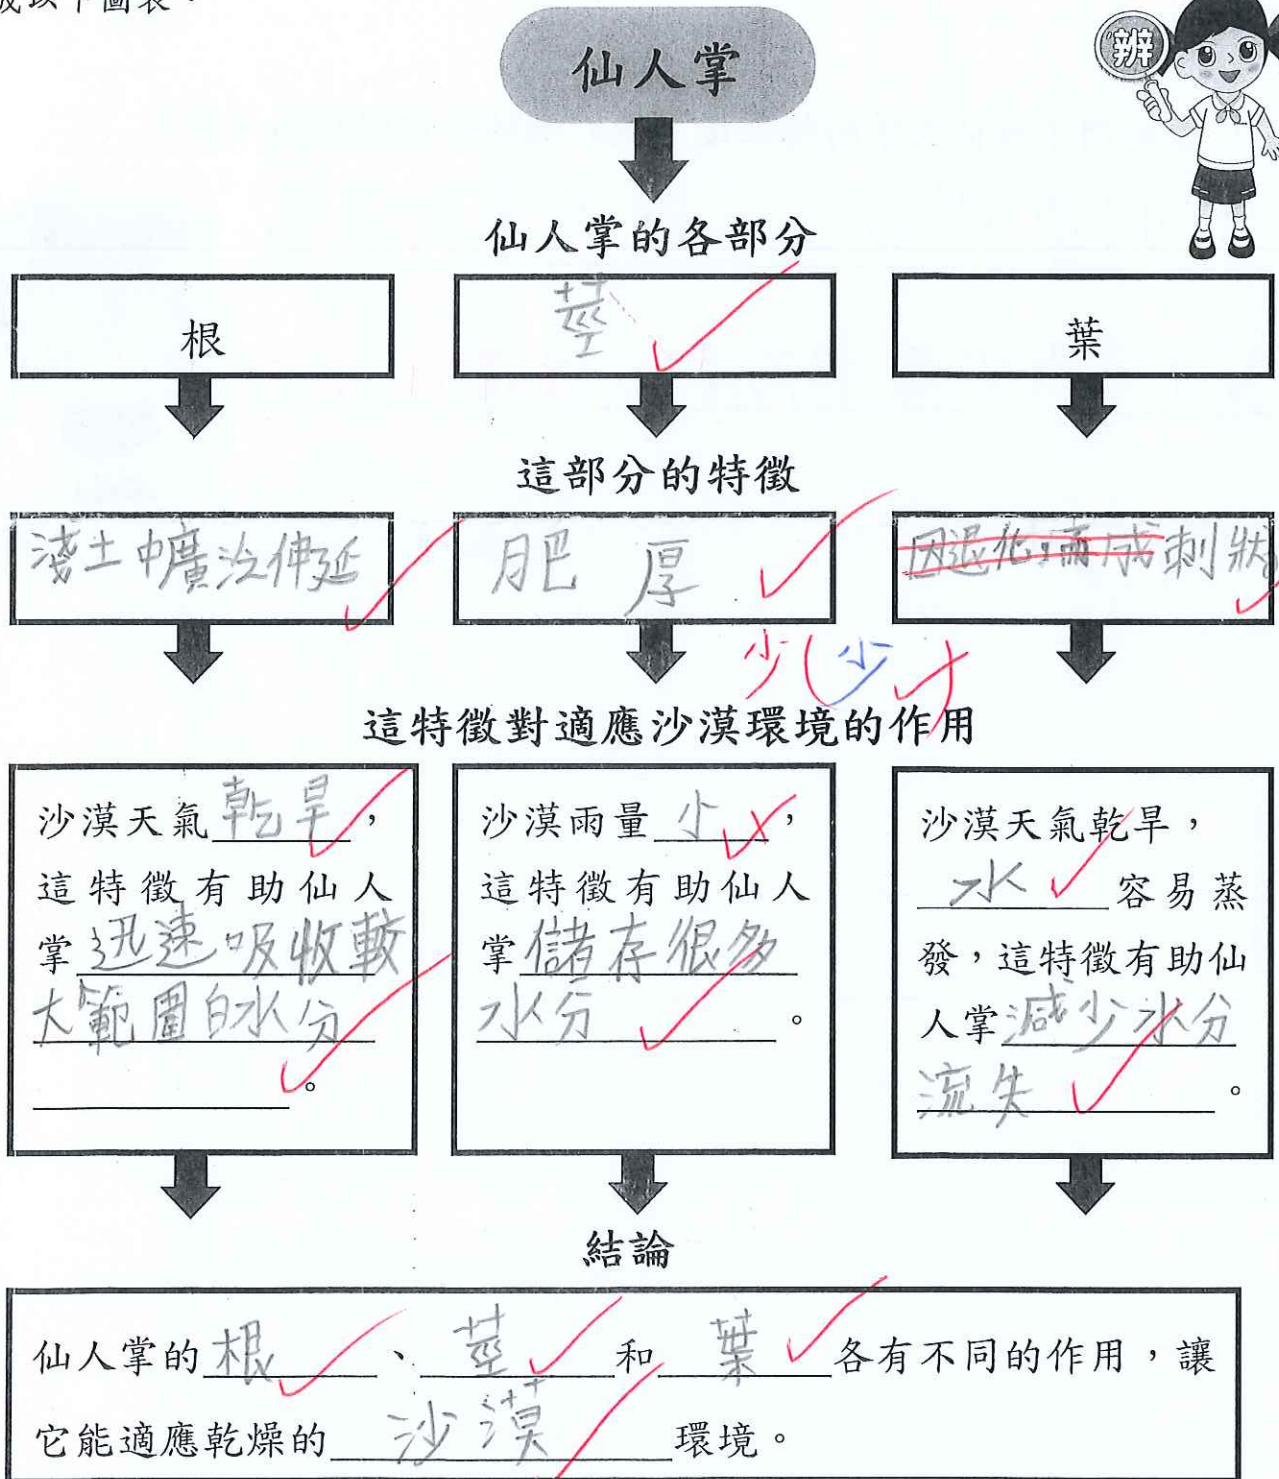 成以下圖表。
仙人掌
辨
仙人掌的各部分
根
莖
葉
這部分的特徵
淺土中廣泛伸延
肥厚
因退化而成刺狀
少(少)
這特徵對適應沙漠環境的作用
沙漠天氣乾旱，
這特徵有助仙人
掌迅速吸收較
大範圍的水分
。
沙漠雨量小，
這特徵有助仙人
掌儲存很多
水分。
沙漠天氣乾旱，
水容易蒸
發，這特徵有助仙
人掌減少水分
流失。
結論
仙人掌的根、莖和葉各有不同的作用，讓
它能適應乾燥的沙漠環境。